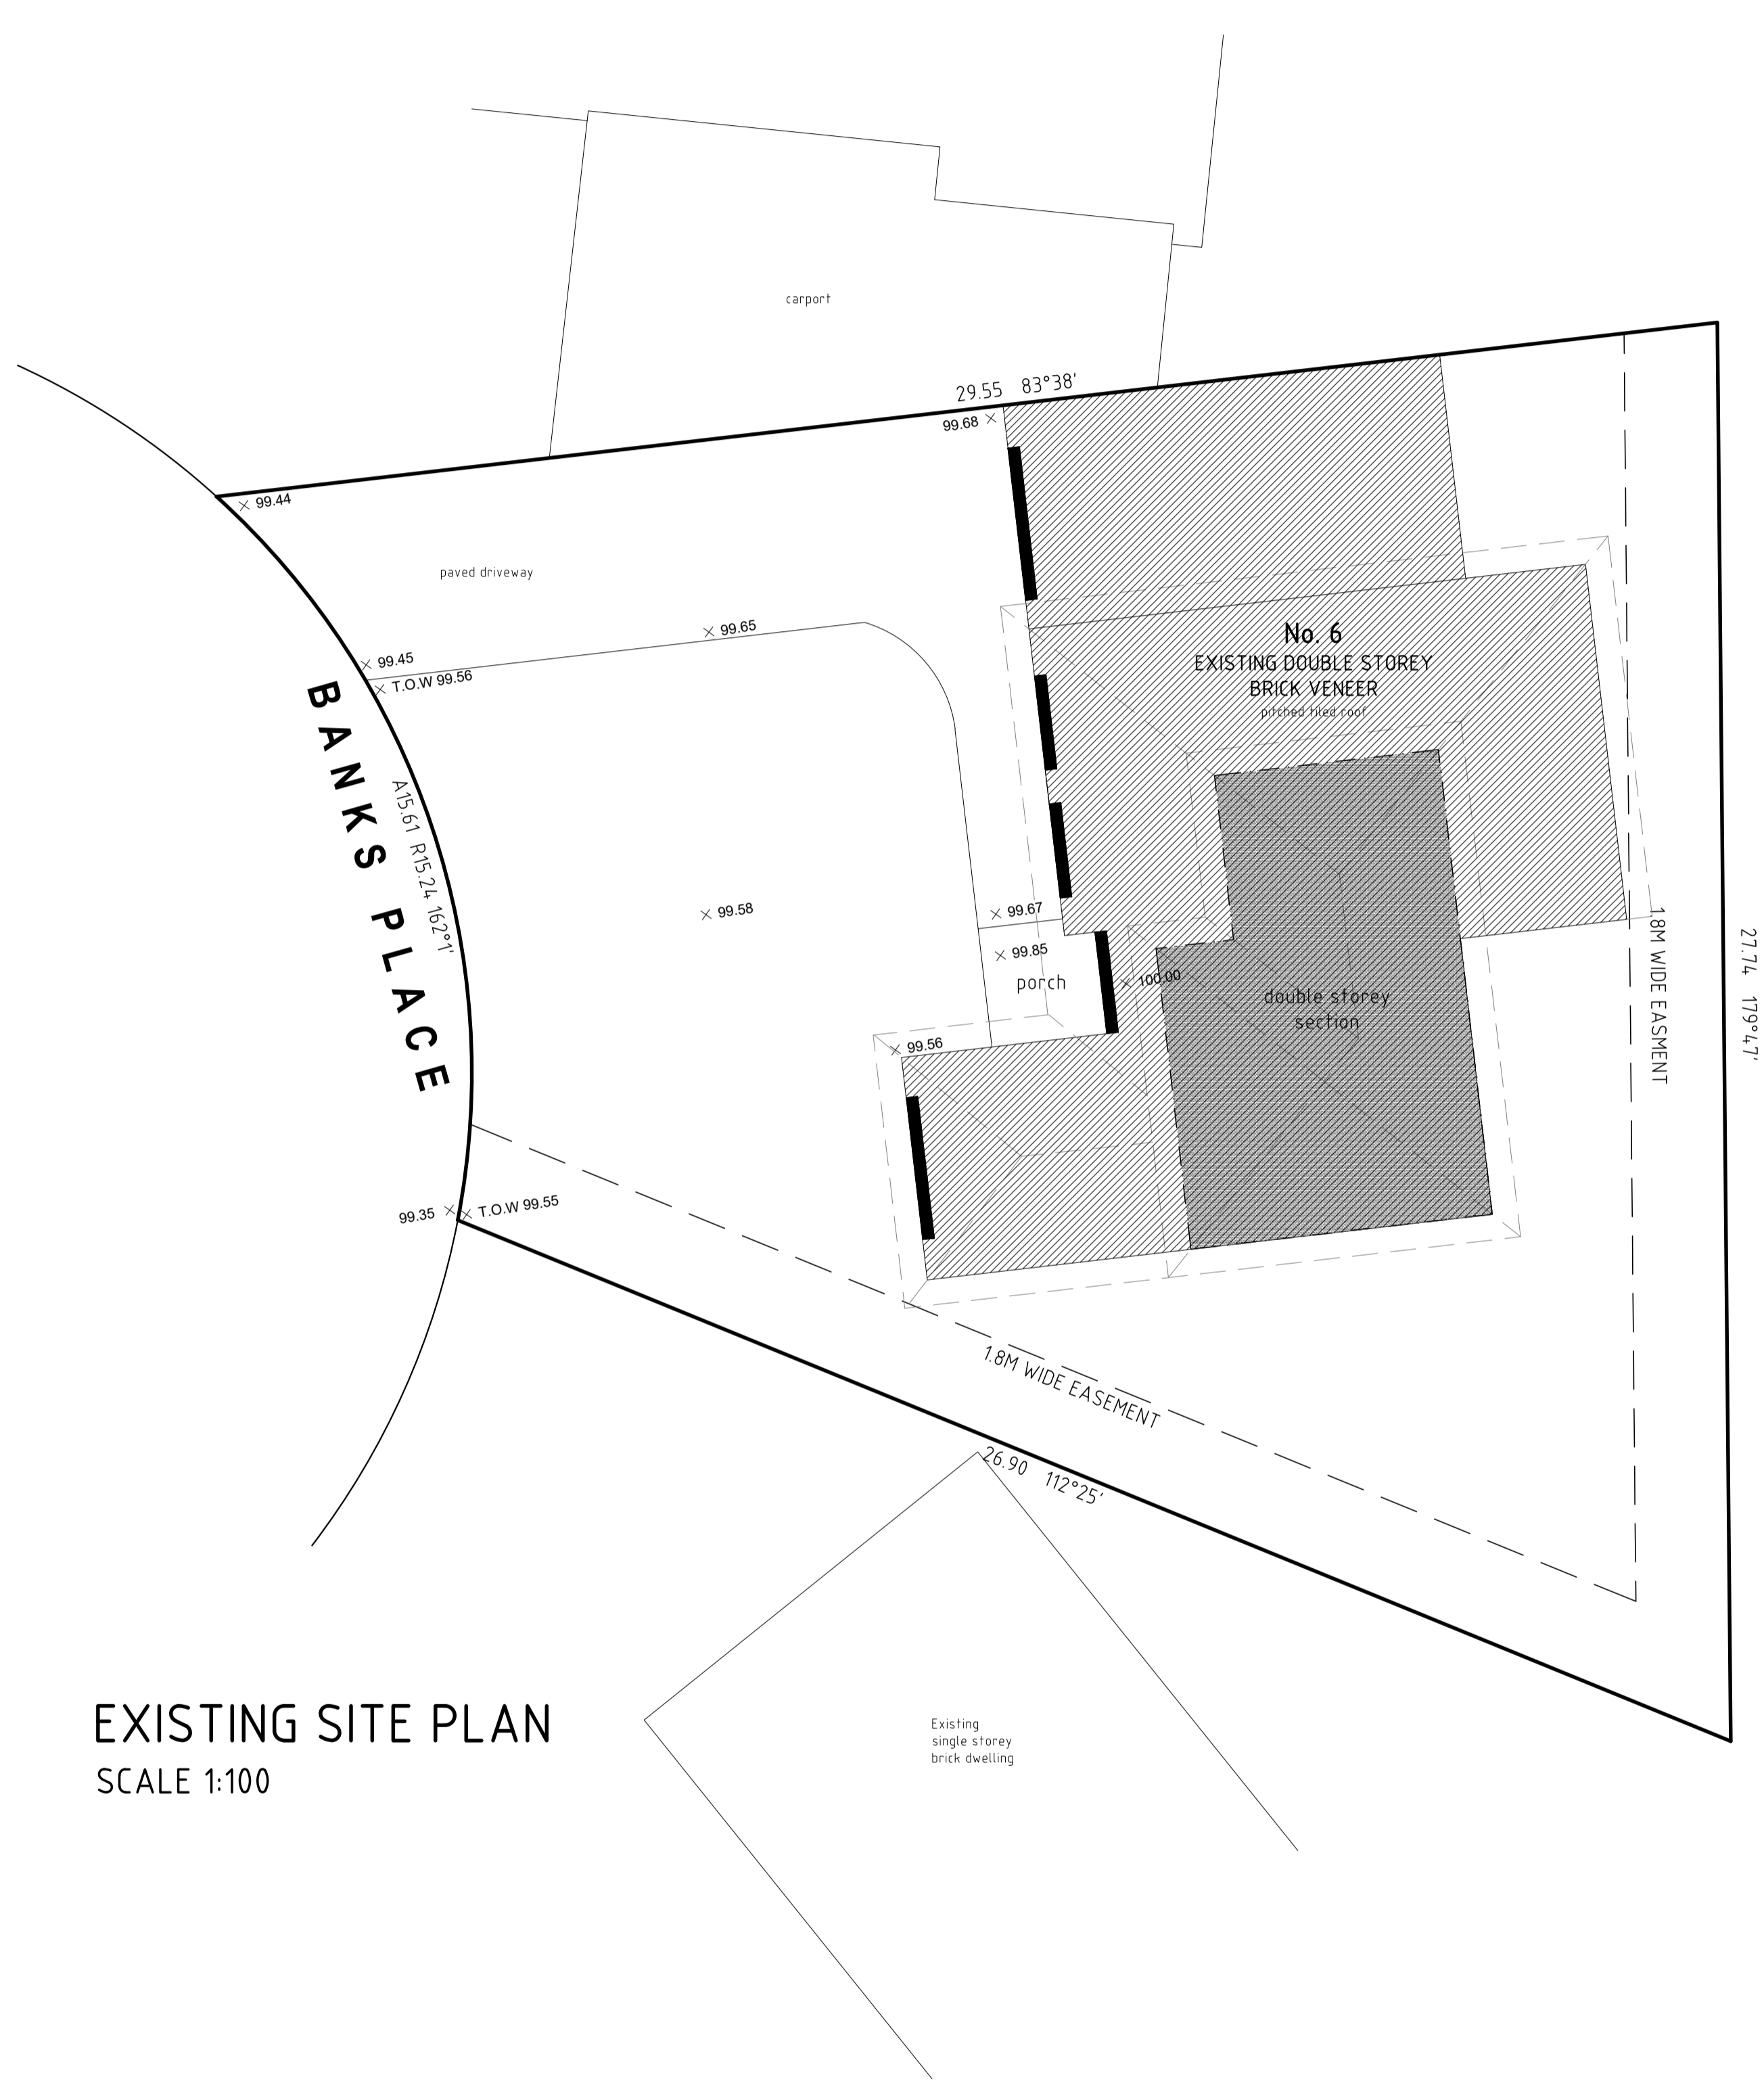 carport
29.55 83°38'
99.68
99.44
paved driveway
99.65
99.45
T.O.W 99.56
No. 6
EXISTING DOUBLE STOREY
BRICK VENEER
pitched tiled roof
BANKS PLACE
A15.61 R15.24 162°1'
99.58
99.67
99.85
porch
100.00
double storey
section
1.8M WIDE EASMENT
27.74 179°47'
99.56
99.35
T.O.W 99.55
1.8M WIDE EASEMENT
26.90 112°25'
EXISTING SITE PLAN
SCALE 1:100
Existing
single storey
brick dwelling